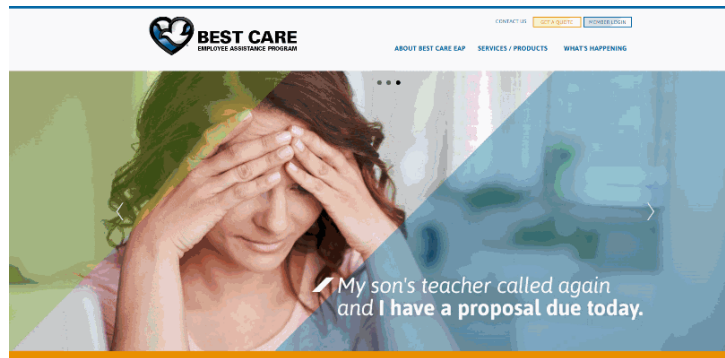 CONTACT US
GET A QUOTE
MEMBER LOGIN
BEST CARE
EMPLOYEE ASSISTANCE PROGRAM
ABOUT BEST CARE EAP
SERVICES / PRODUCTS
WHAT'S HAPPENING
My son's teacher called again
and I have a proposal due today.